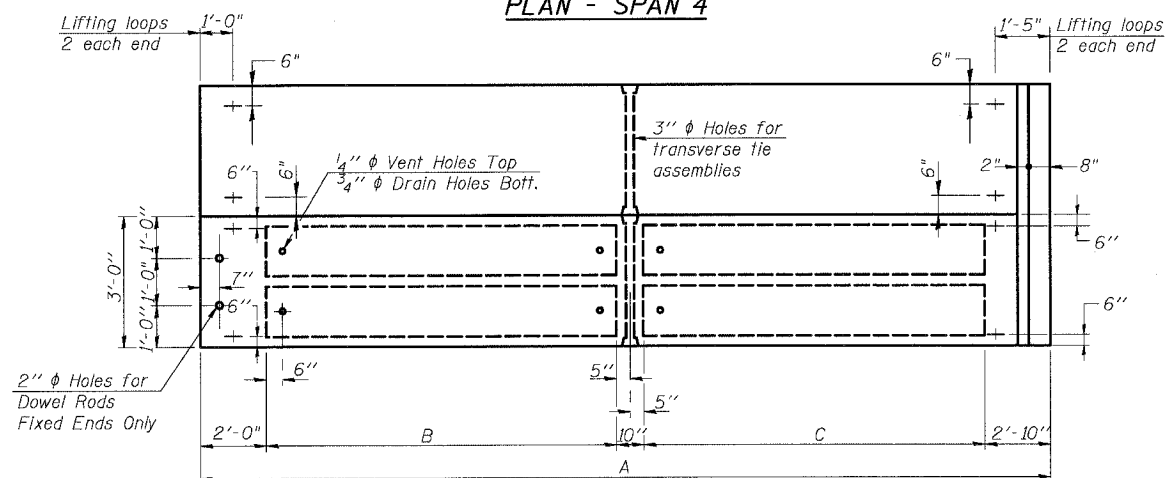 PLAN - SPAN 4
Lifting loops
2 each end
1'-0"
1'-5"
Lifting loops
2 each end
6"
6"
1/4" ϕ Vent Holes Top
3/4" ϕ Drain Holes Bott.
3" ϕ Holes for
transverse tie
assemblies
2"
8"
6"
6"
6"
6"
3'-0"
1'-0"
1'-0"
1'-0"
7"
6"
6"
2" ϕ Holes for
Dowel Rods
Fixed Ends Only
6"
5"
5"
2'-0"
B
10"
C
2'-10"
A